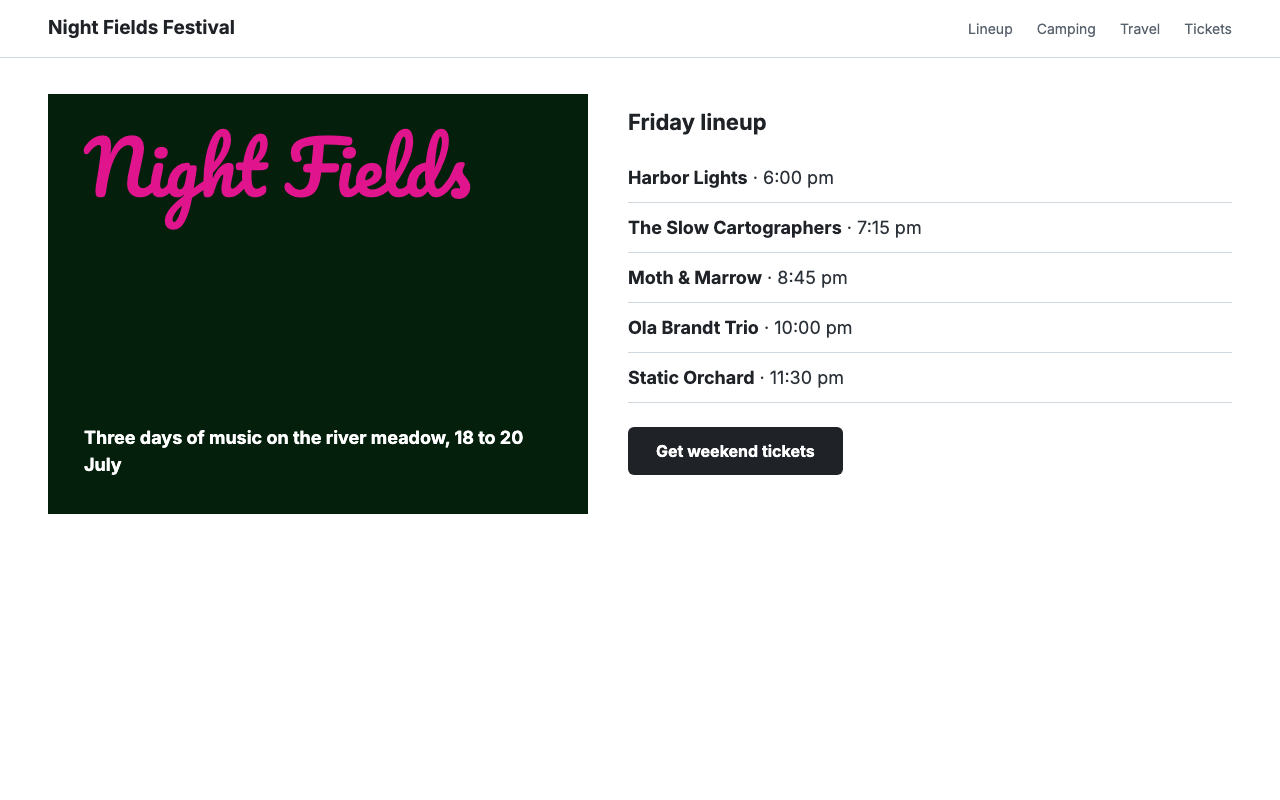 Night Fields Festival
Lineup Camping Travel Tickets
Night Fields
Three days of music on the river meadow, 18 to 20
July
Friday lineup
Harbor Lights · 6:00 pm
The Slow Cartographers · 7:15 pm
Moth & Marrow · 8:45 pm
Ola Brandt Trio · 10:00 pm
Static Orchard · 11:30 pm
Get weekend tickets